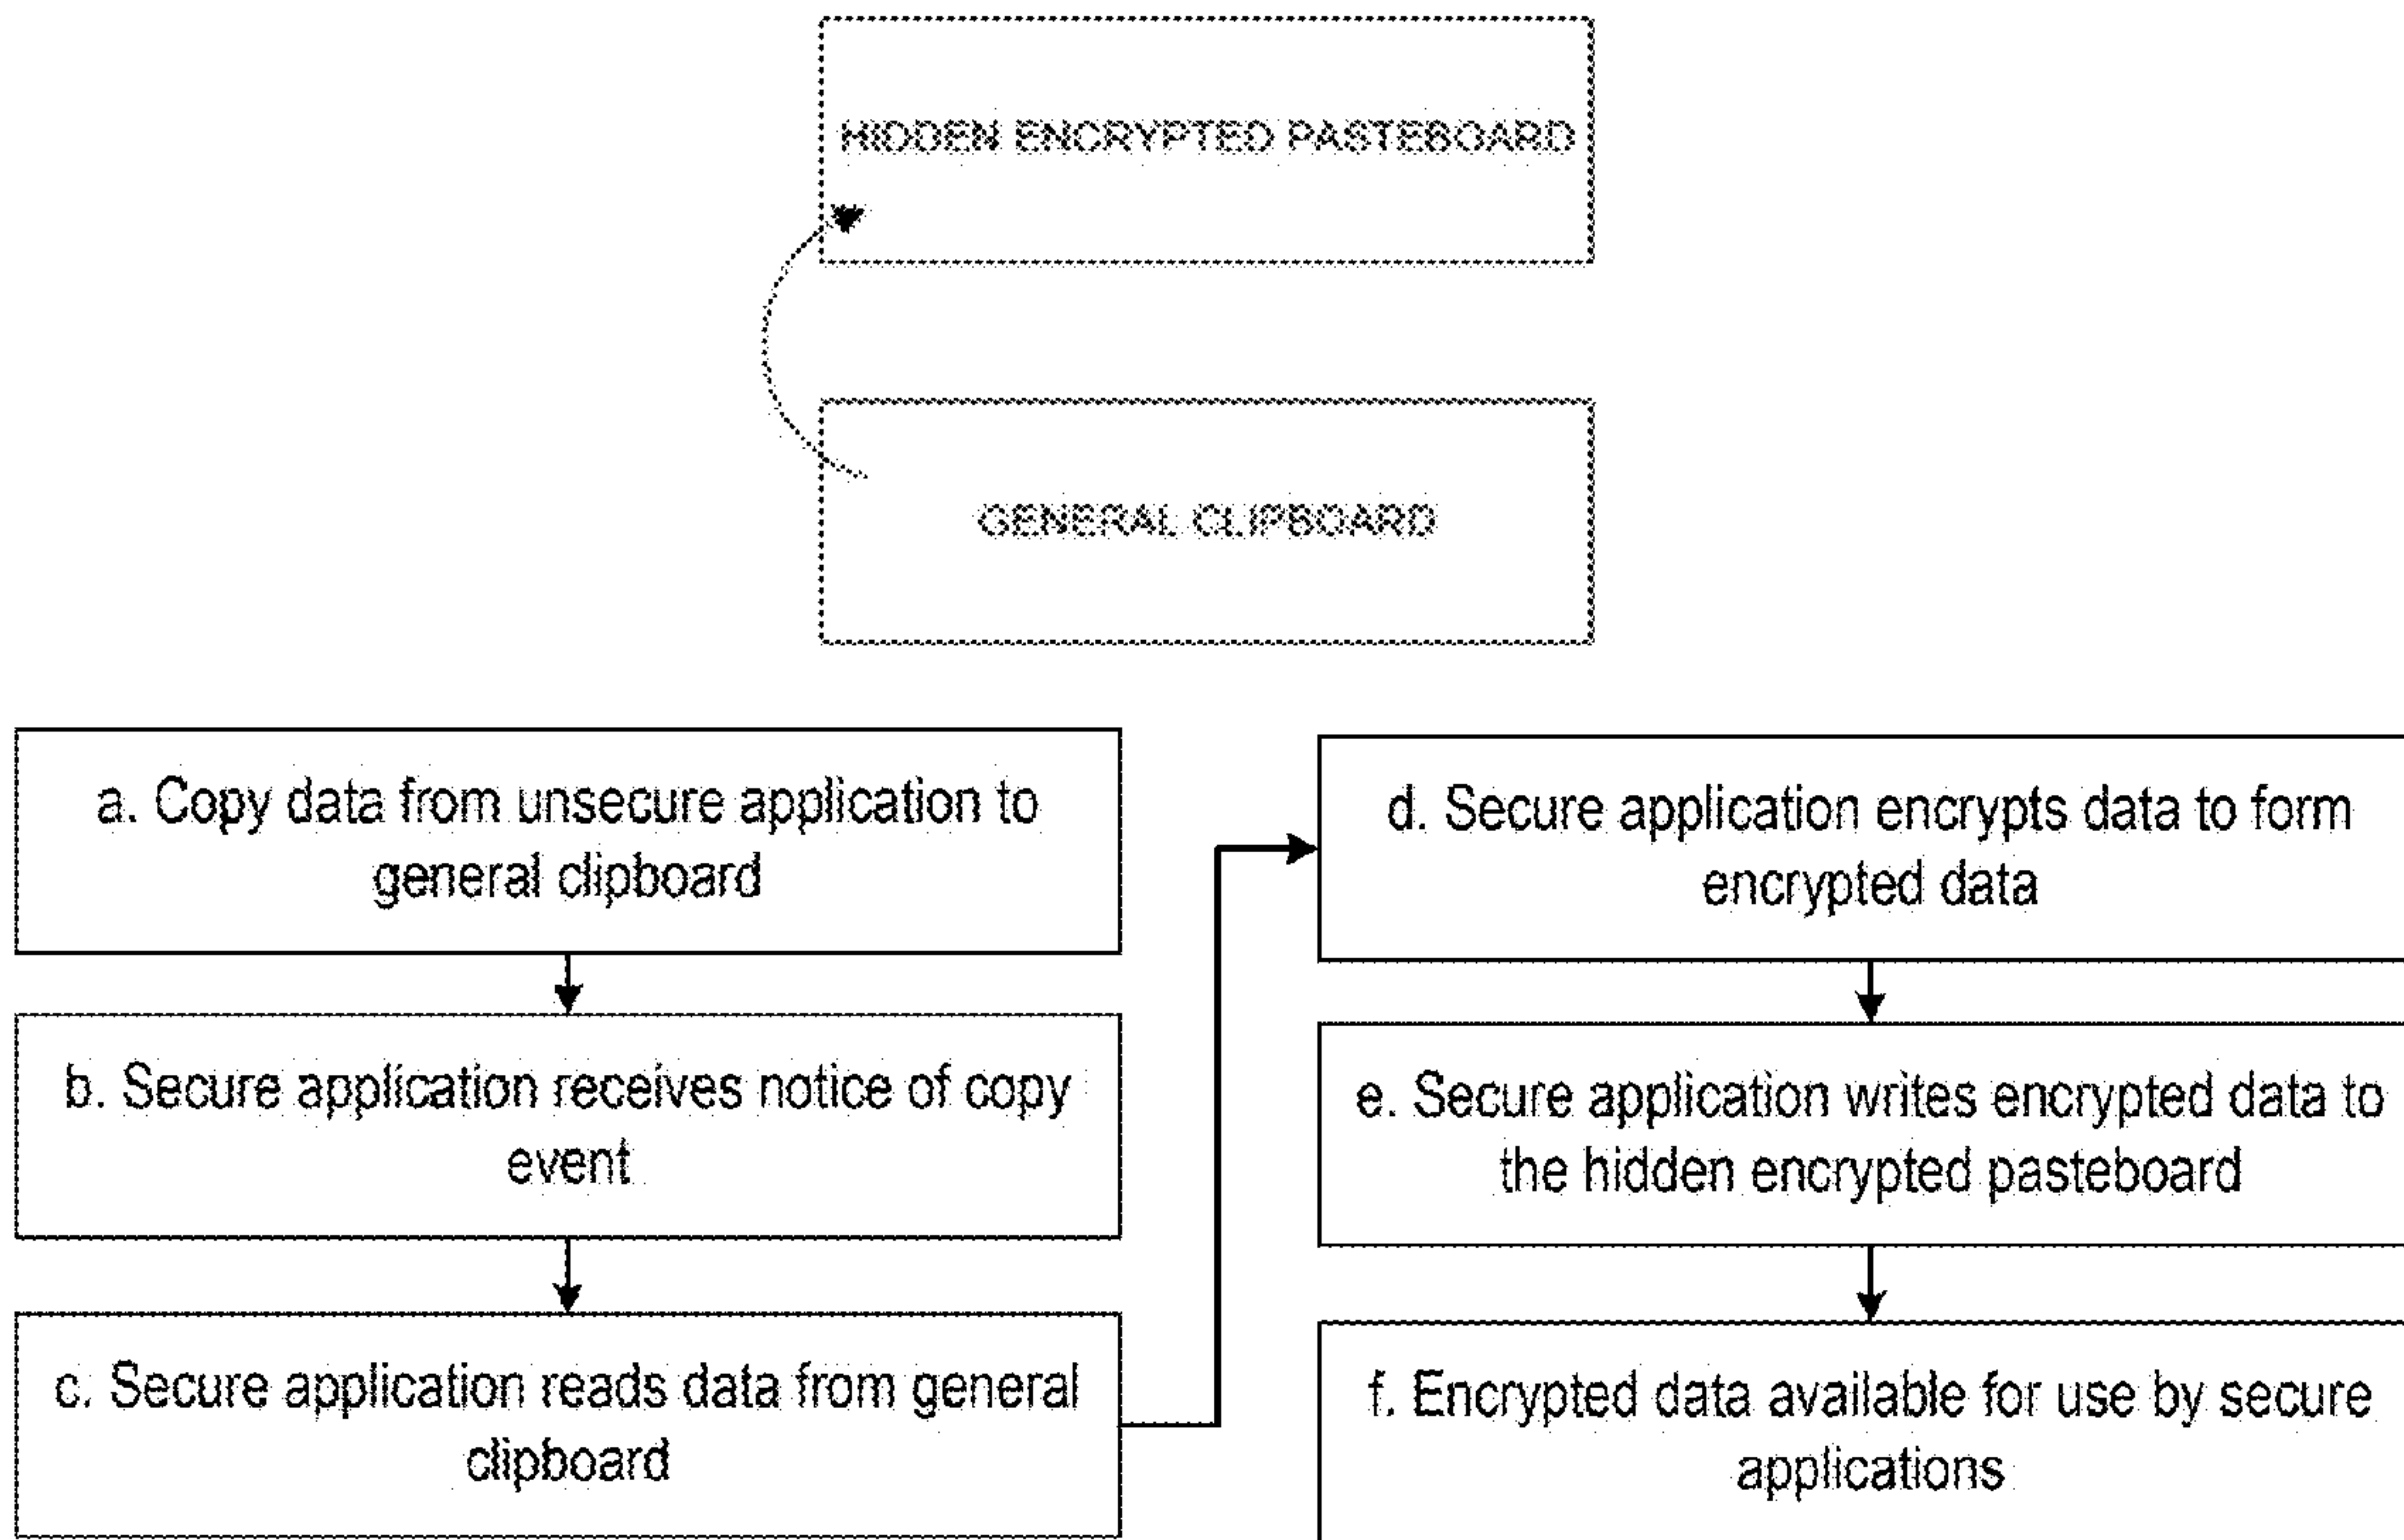 HIDDEN ENCRYPTED PASTEBOARD
GENERAL CLIPBOARD
a. Copy data from unsecure application to
general clipboard
b. Secure application receives notice of copy
event
c. Secure application reads data from general
clipboard
d. Secure application encrypts data to form
encrypted data
e. Secure application writes encrypted data to
the hidden encrypted pasteboard
f. Encrypted data available for use by secure
applications